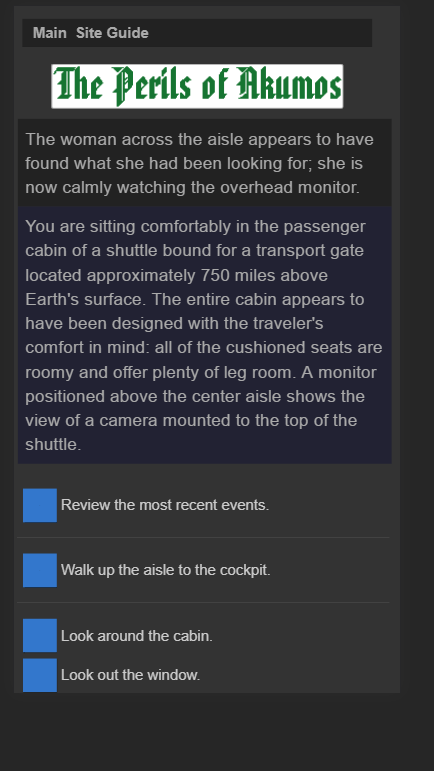 Main Site Guide
The Perils of Akumos
The woman across the aisle appears to have
found what she had been looking for; she is
now calmly watching the overhead monitor.
You are sitting comfortably in the passenger
cabin of a shuttle bound for a transport gate
located approximately 750 miles above
Earth's surface. The entire cabin appears to
have been designed with the traveler's
comfort in mind: all of the cushioned seats are
roomy and offer plenty of leg room. A monitor
positioned above the center aisle shows the
view of a camera mounted to the top of the
shuttle.
Review the most recent events.
Walk up the aisle to the cockpit.
Look around the cabin.
Look out the window.